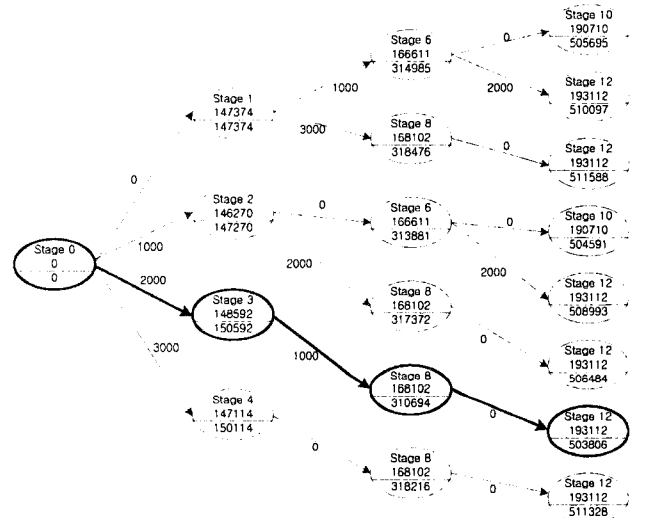 Stage 0
0
0
0
1000
2000
3000
Stage 1
147374
147374
Stage 2
146270
147270
Stage 3
148592
150592
Stage 4
147114
150114
1000
3000
0
2000
1000
0
Stage 6
166611
314985
Stage 8
168102
318476
Stage 6
166611
313881
Stage 8
168102
317372
Stage 8
168102
310694
Stage 8
168102
318216
0
2000
0
0
2000
0
0
0
Stage 10
190710
505695
Stage 12
193112
510097
Stage 12
193112
511588
Stage 10
190710
504591
Stage 12
193112
508993
Stage 12
193112
506484
Stage 12
193112
503806
Stage 12
193112
511328